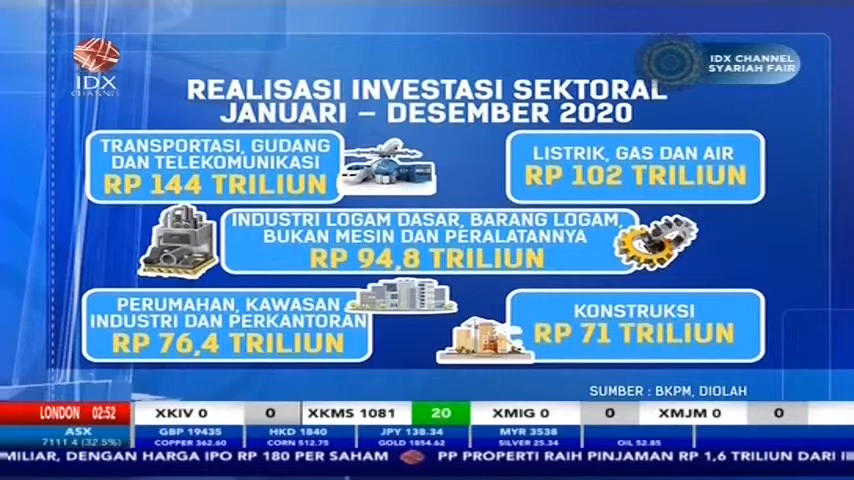 IDX
CHANNEL
IDX CHANNEL
SYARIAH FAIR
REALISASI INVESTASI SEKTORAL
JANUARI – DESEMBER 2020
TRANSPORTASI, GUDANG
DAN TELEKOMUNIKASI
RP 144 TRILIUN
LISTRIK, GAS DAN AIR
RP 102 TRILIUN
INDUSTRI LOGAM DASAR, BARANG LOGAM,
BUKAN MESIN DAN PERALATANNYA
RP 94,8 TRILIUN
PERUMAHAN, KAWASAN
INDUSTRI DAN PERKANTORAN
RP 76,4 TRILIUN
KONSTRUKSI
RP 71 TRILIUN
SUMBER : BKPM, DIOLAH
LONDON 02:52 XKIV 0 0 XKMS 1081 20 XMIG 0 0 XMJM 0 0
ASX GBP 19435 HKD 1840 JPY 138.34 MYR 3538
7111.4 (32.5%) COPPER 362.60 CORN 512.75 GOLD 1854.62 SILVER 25.34 OIL 52.85
MILIAR, DENGAN HARGA IPO RP 180 PER SAHAM PP PROPERTI RAIH PINJAMAN RP 1,6 TRILIUN DARI